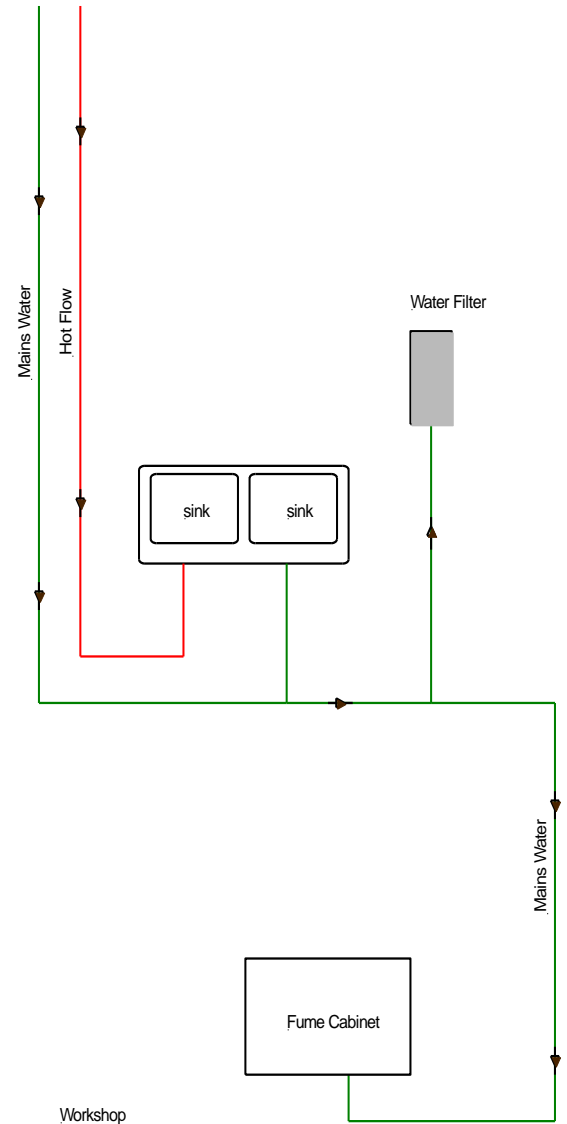 Water Filter
Mains Water
Hot Flow
sink
sink
Mains Water
Fume Cabinet
Workshop